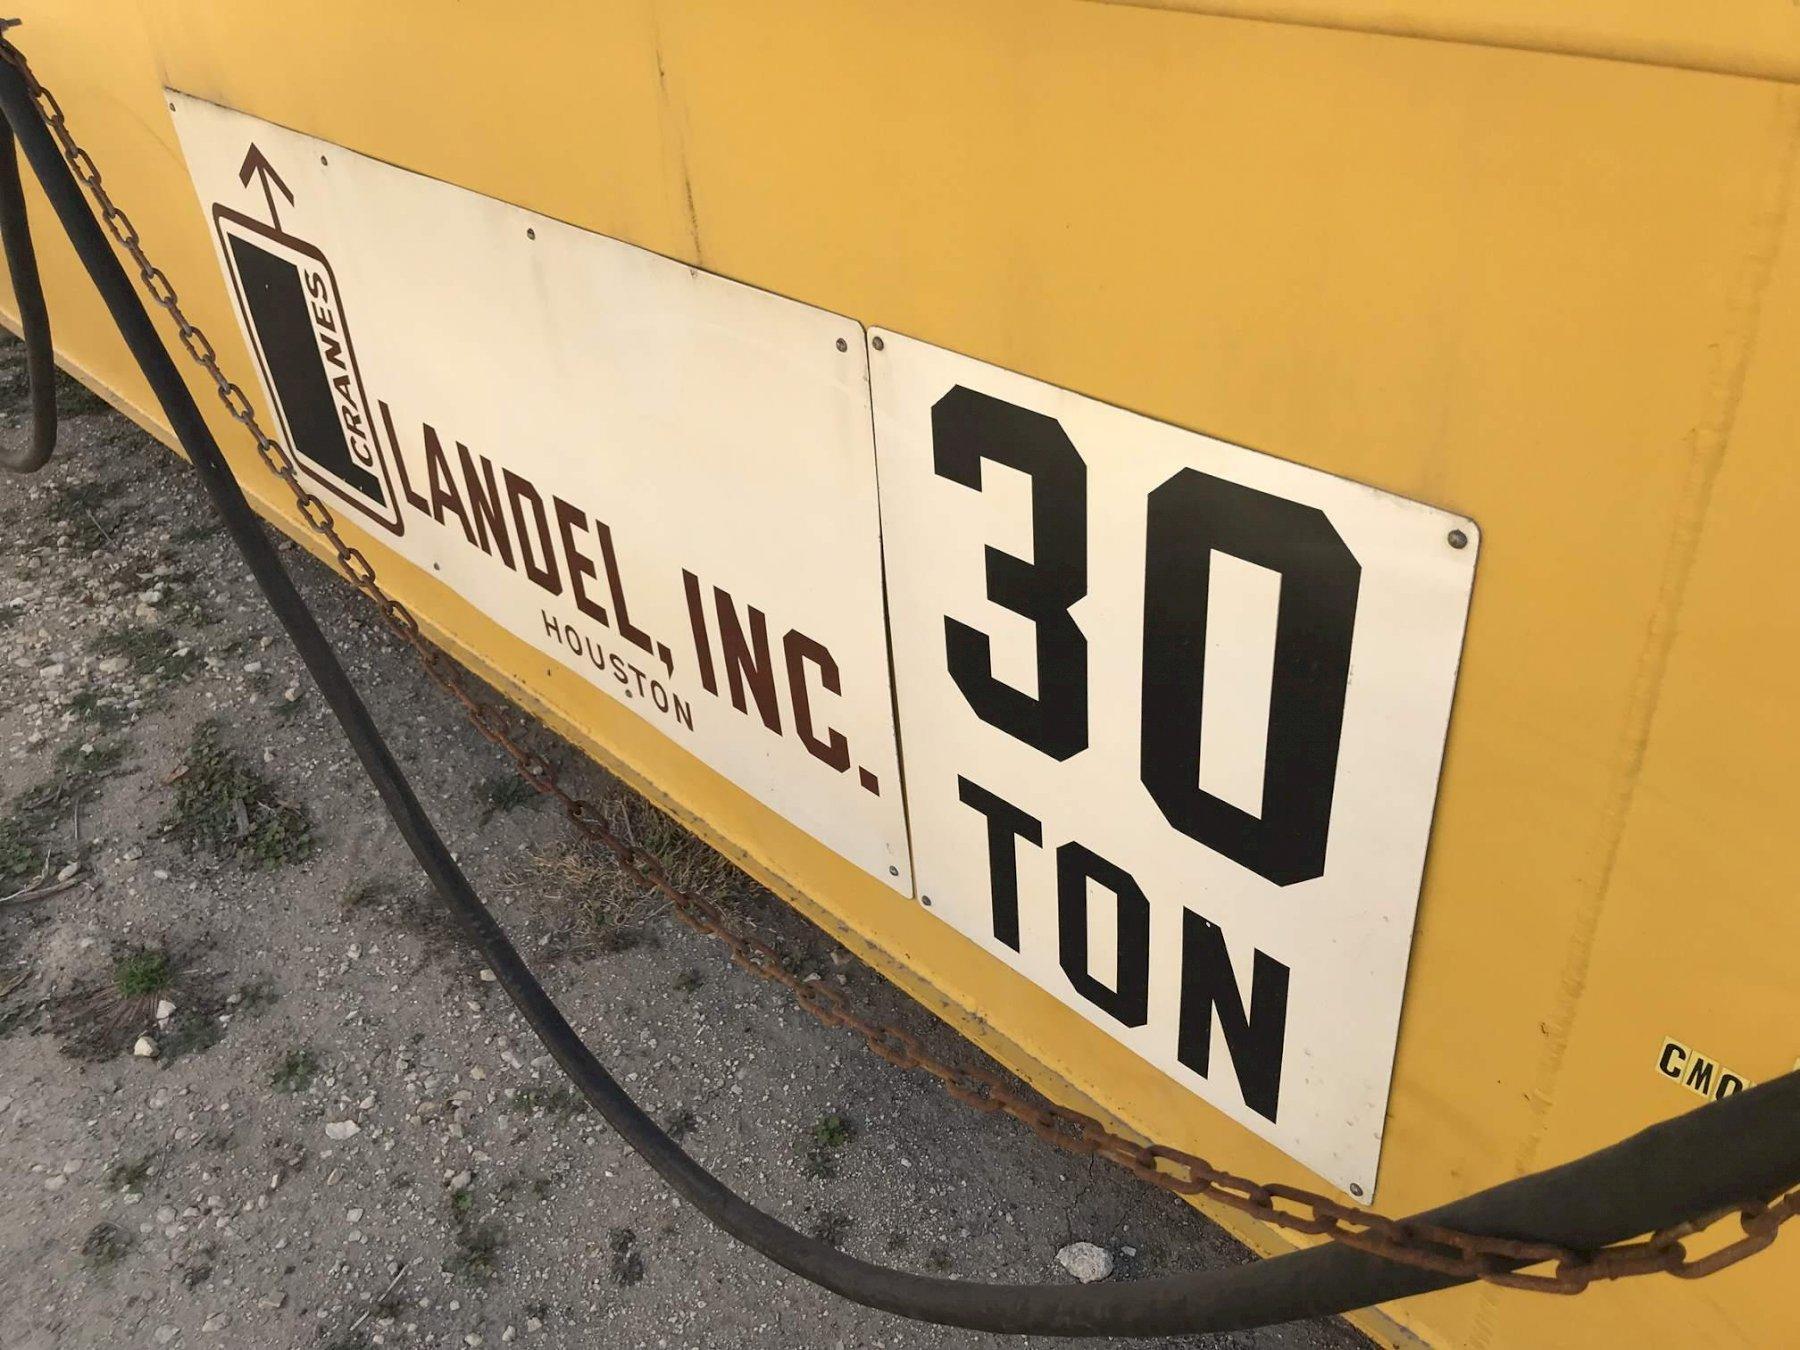 CRANES
LANDEL, INC.
HOUSTON
30
TON